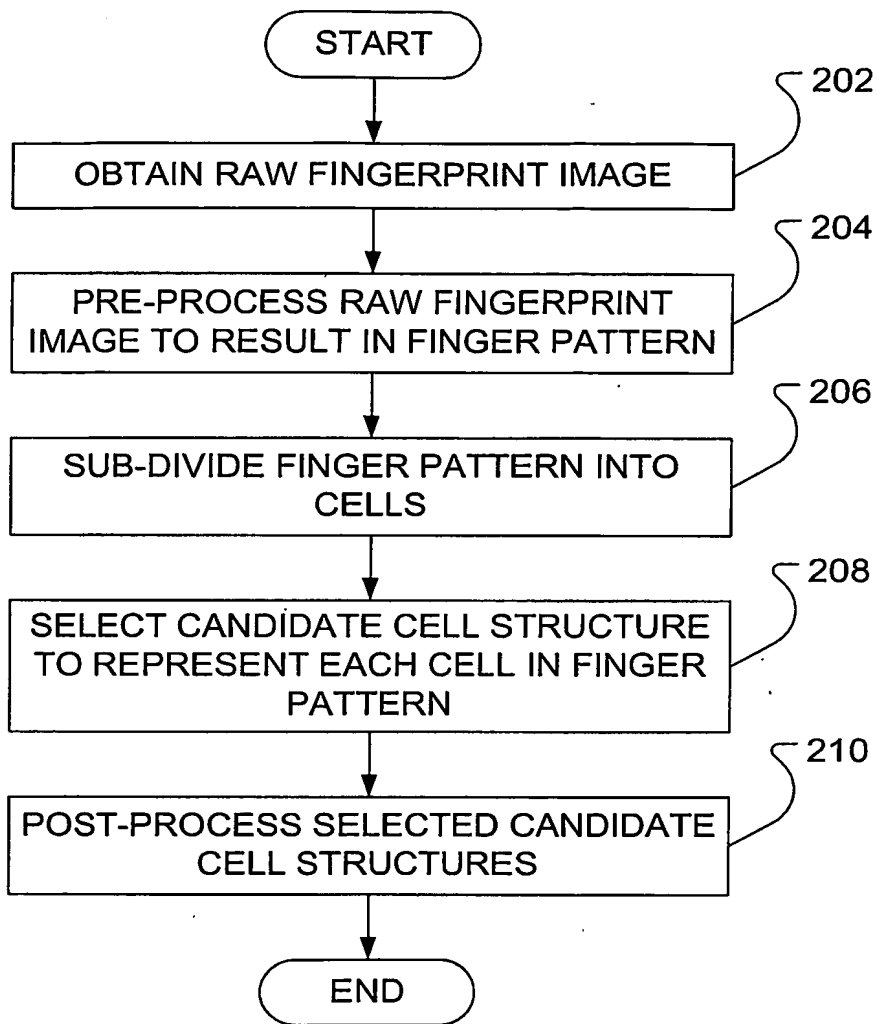 START
202
OBTAIN RAW FINGERPRINT IMAGE
204
PRE-PROCESS RAW FINGERPRINT
IMAGE TO RESULT IN FINGER PATTERN
206
SUB-DIVIDE FINGER PATTERN INTO
CELLS
208
SELECT CANDIDATE CELL STRUCTURE
TO REPRESENT EACH CELL IN FINGER
PATTERN
210
POST-PROCESS SELECTED CANDIDATE
CELL STRUCTURES
END